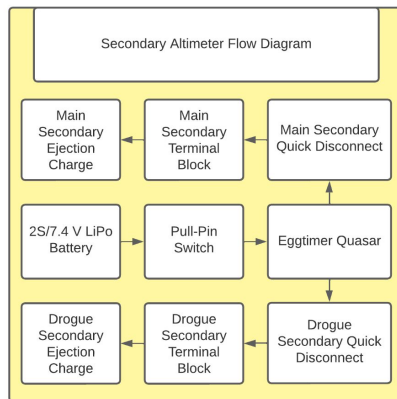 Secondary Altimeter Flow Diagram
Main
Secondary
Ejection
Charge
Main
Secondary
Terminal
Block
Main Secondary
Quick Disconnect
2S/7.4 V LiPo
Battery
Pull-Pin
Switch
Eggtimer Quasar
Drogue
Secondary
Ejection
Charge
Drogue
Secondary
Terminal
Block
Drogue
Secondary Quick
Disconnect